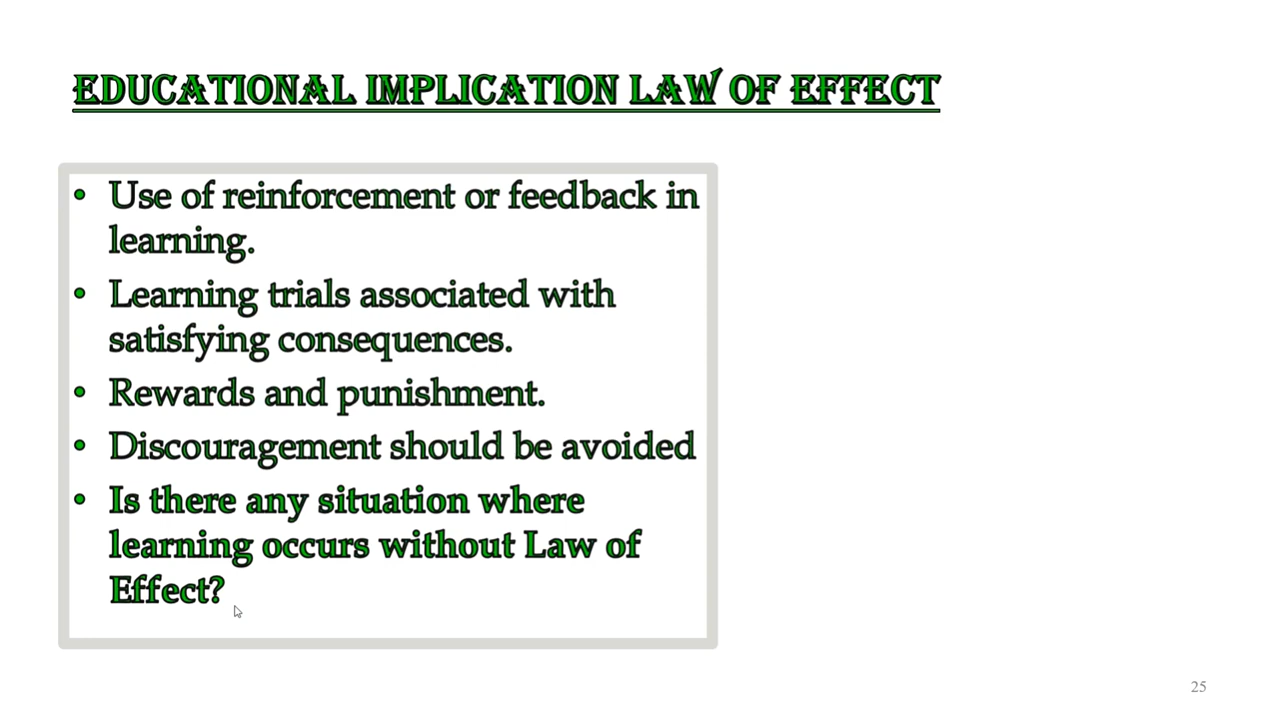 EDUCATIONAL IMPLICATION LAW OF EFFECT
• Use of reinforcement or feedback in
learning.
• Learning trials associated with
satisfying consequences.
• Rewards and punishment.
• Discouragement should be avoided
• Is there any situation where
learning occurs without Law of
Effect?
25